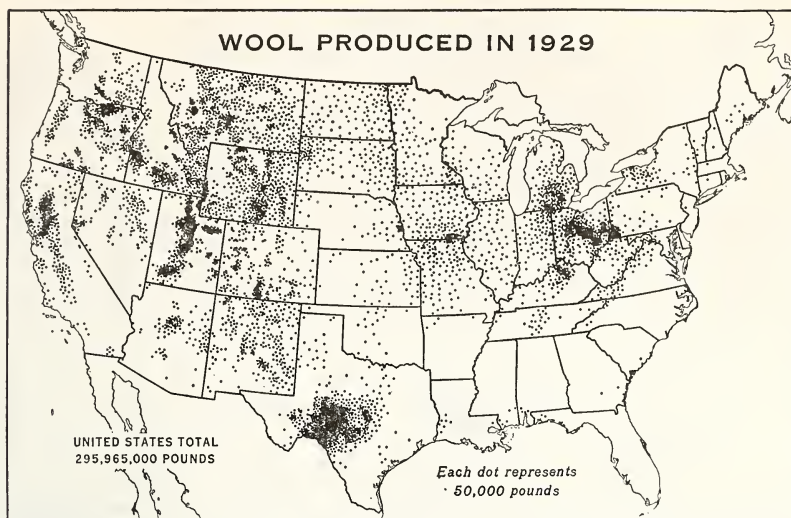 WOOL PRODUCED IN 1929
UNITED STATES TOTAL
295,965,000 POUNDS
Each dot represents
50,000 pounds